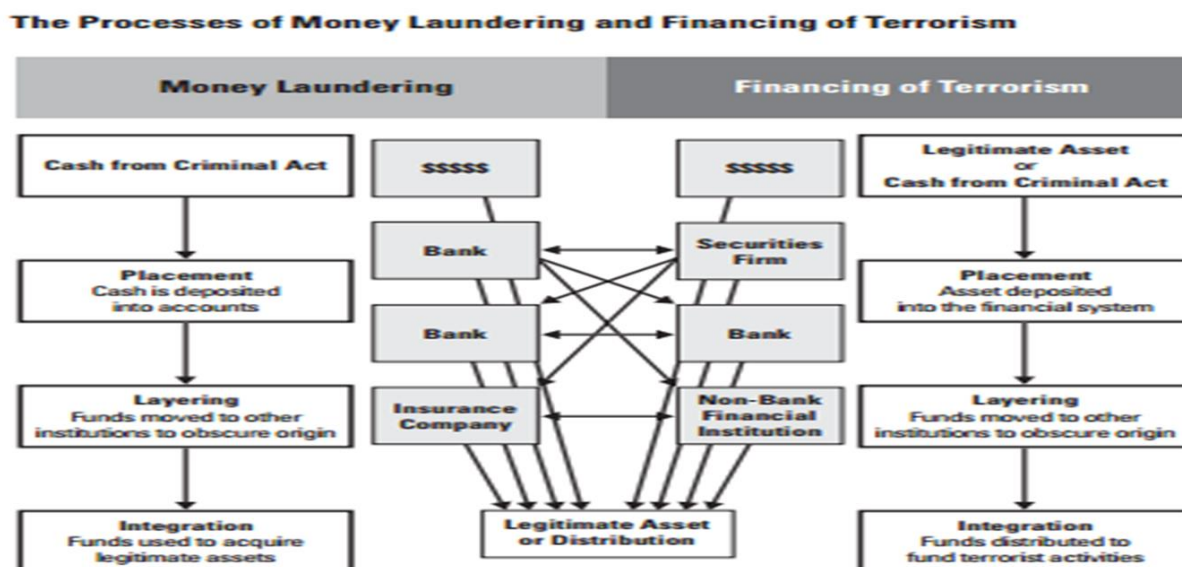 The Processes of Money Laundering and Financing of Terrorism
Money Laundering
Financing of Terrorism
Cash from Criminal Act
$$$$$
$$$$$
Legitimate Asset
or
Cash from Criminal Act
Bank
Securities
Firm
Placement
Cash is deposited
into accounts
Placement
Asset deposited
into the financial system
Bank
Bank
Layering
Funds moved to other
institutions to obscure origin
Insurance
Company
Non-Bank
Financial
Institution
Layering
Funds moved to other
institutions to obscure origin
Integration
Funds used to acquire
legitimate assets
Legitimate Asset
or Distribution
Integration
Funds distributed to
fund terrorist activities